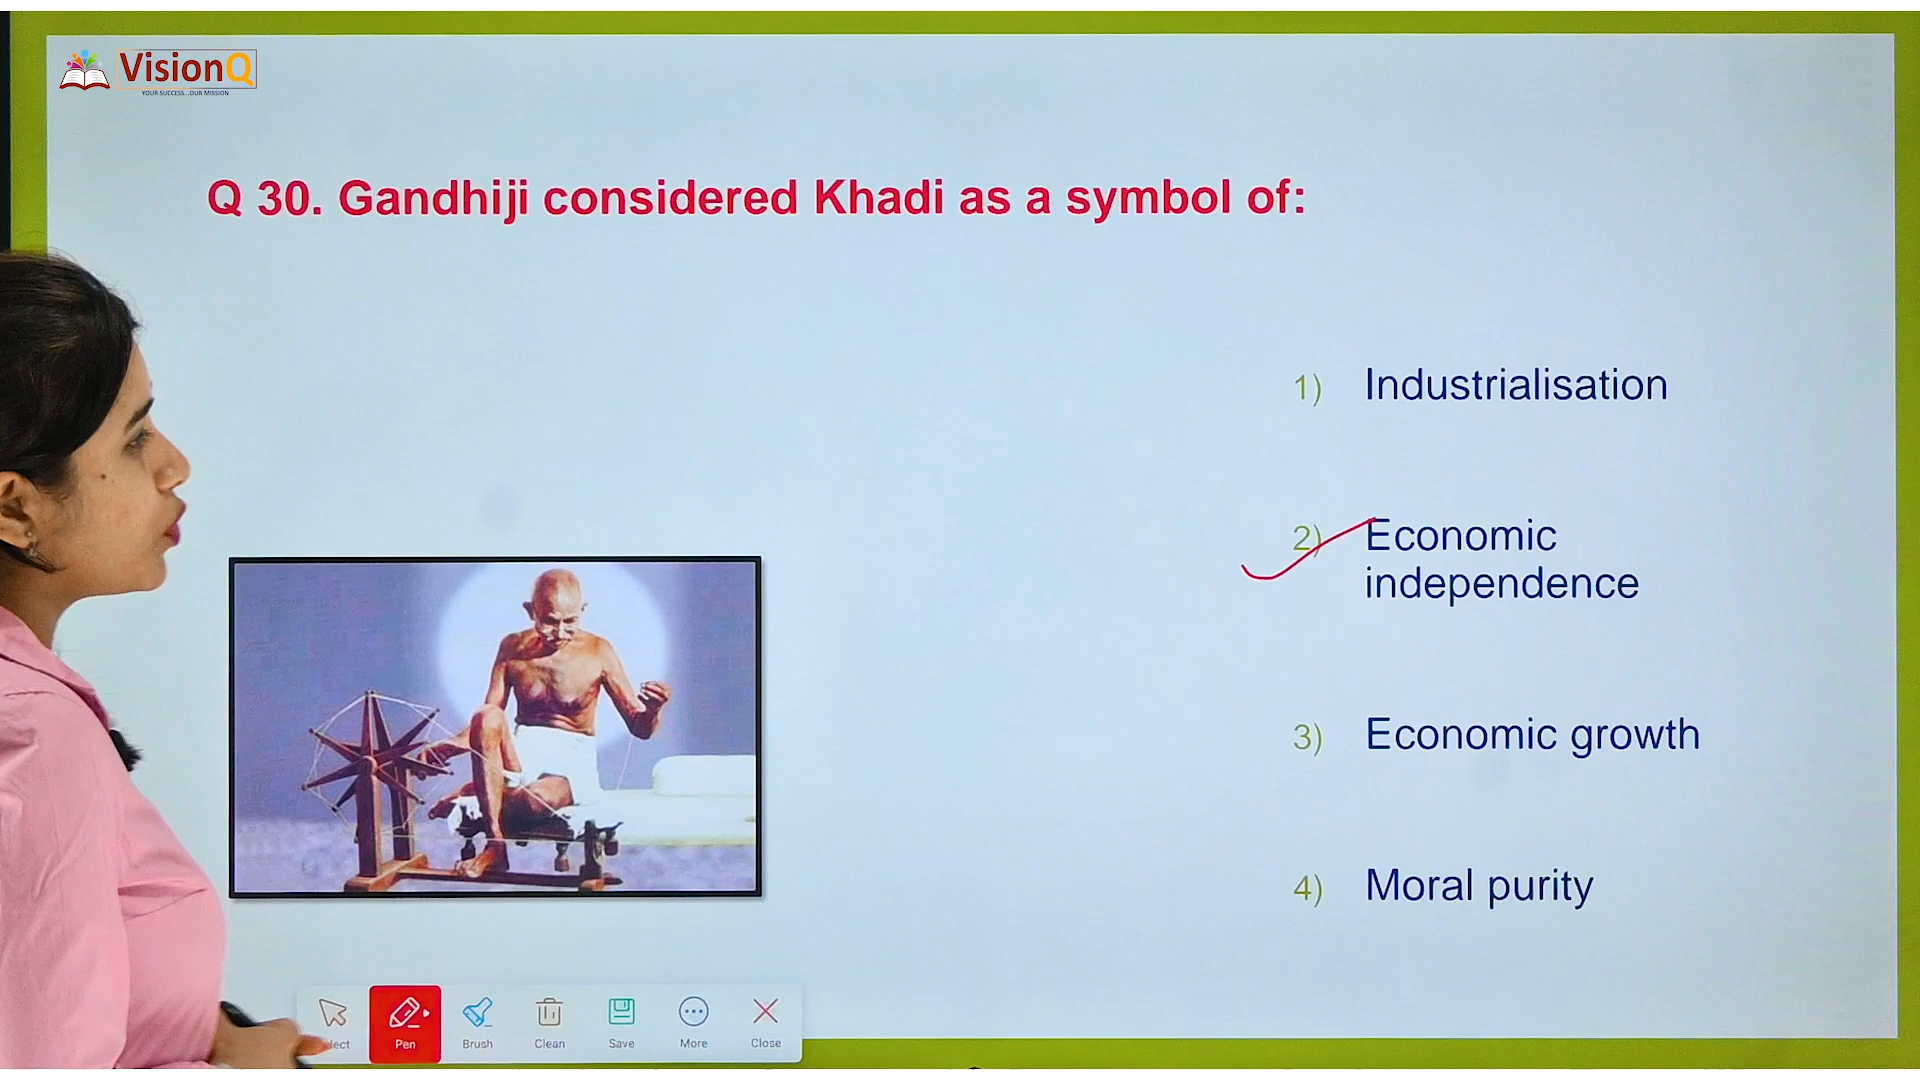 VisionQ
YOUR SUCCESS...OUR MISSION
Q 30. Gandhiji considered Khadi as a symbol of:
1) Industrialisation
2) Economic
independence
3) Economic growth
4) Moral purity
lect
Pen
Brush
Clean
Save
More
Close